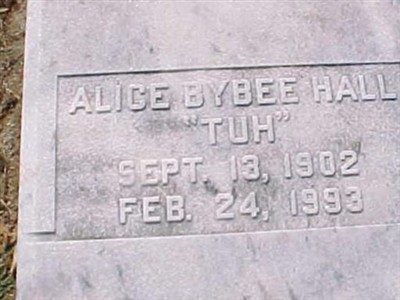 ALICE BYBEE HALL
"TUH"
SEPT. 13, 1902
FEB. 24, 1993